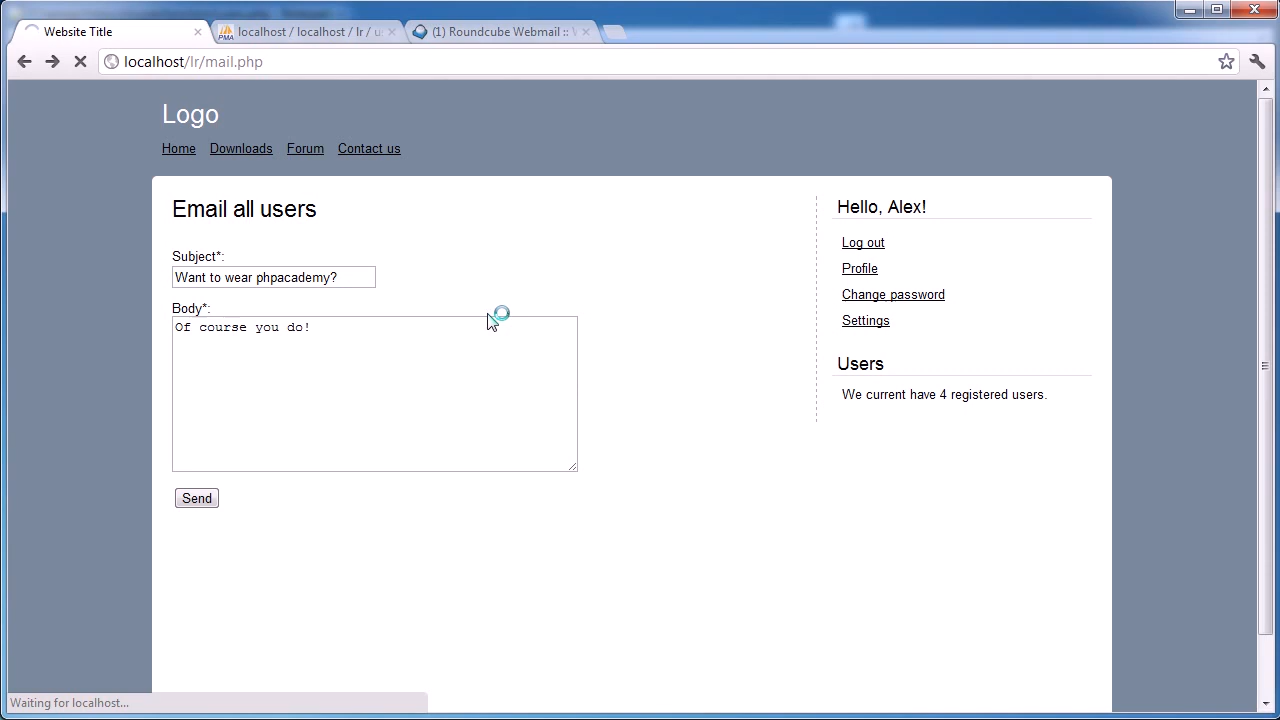 Website Title
localhost / localhost / lr / u
(1) Roundcube Webmail ::
localhost/lr/mail.php
Logo
Home Downloads Forum Contact us
Email all users
Subject*:
Want to wear phpacademy?
Body*:
Of course you do!
Send
Hello, Alex!
Log out
Profile
Change password
Settings
Users
We current have 4 registered users.
Waiting for localhost...